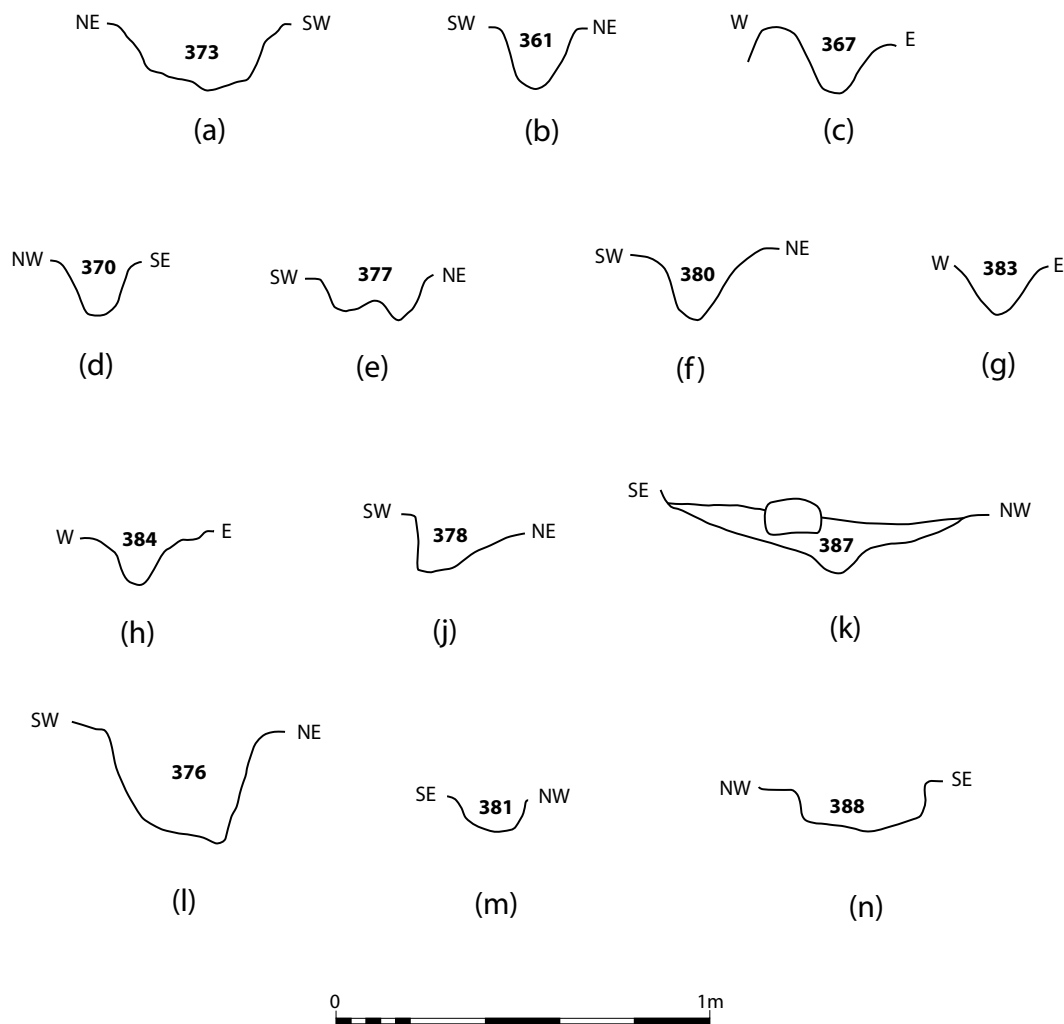 NE 373 SW
(a)
SW 361 NE
(b)
W 367 E
(c)
NW 370 SE
(d)
SW 377 NE
(e)
SW 380 NE
(f)
W 383 E
(g)
W 384 E
(h)
SW 378 NE
(j)
SE 387 NW
(k)
SW 376 NE
(l)
SE 381 NW
(m)
NW 388 SE
(n)
0 1m